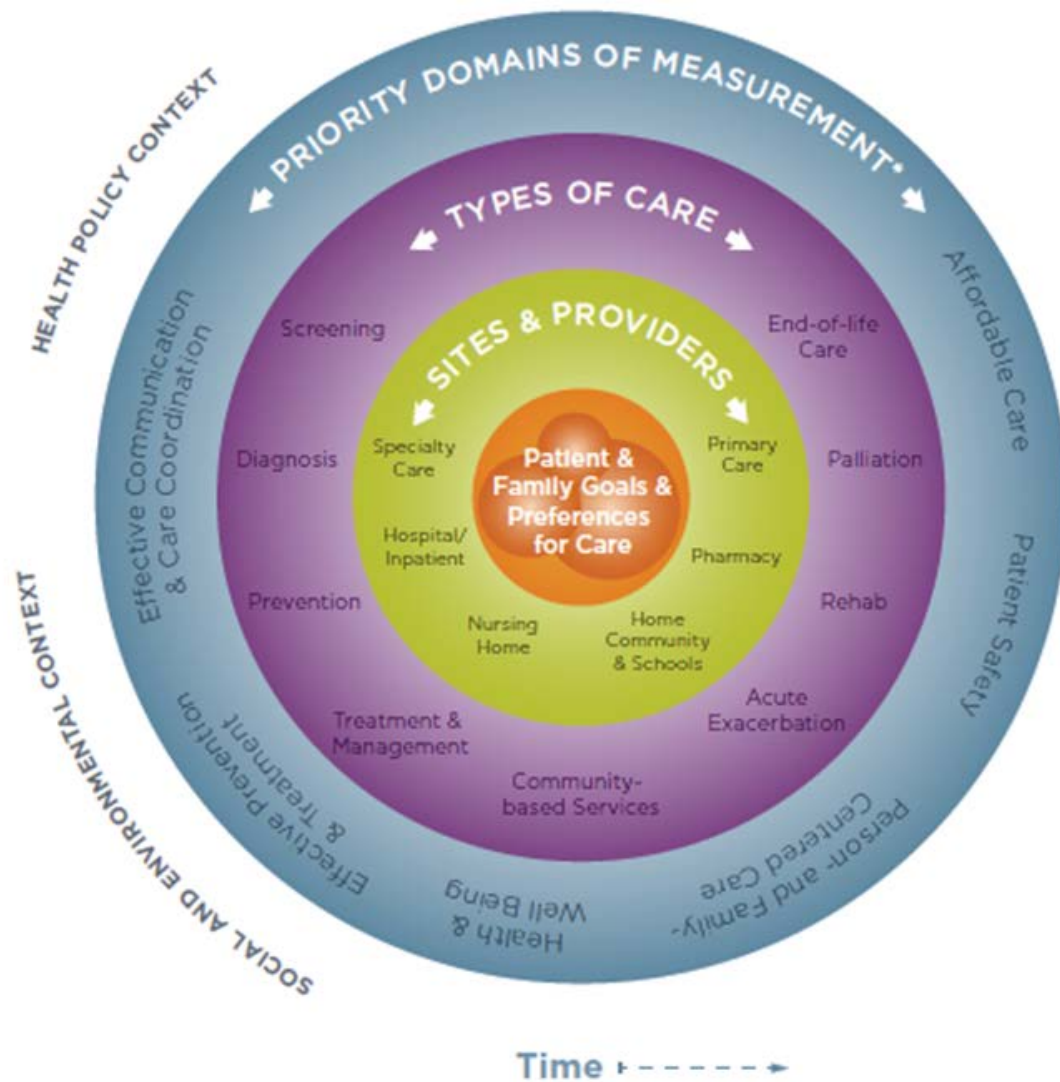 HEALTH POLICY CONTEXT
SOCIAL AND ENVIRONMENTAL CONTEXT
PRIORITY DOMAINS OF MEASUREMENT*
Affordable Care
Patient Safety
Person- and Family-
Centered Care
Health &
Well Being
Effective Prevention
& Treatment
Effective Communication
& Care Coordination
TYPES OF CARE
Screening
Diagnosis
Prevention
Treatment &
Management
Community-
based Services
Acute
Exacerbation
Rehab
Palliation
End-of-life
Care
SITES & PROVIDERS
Specialty
Care
Hospital/
Inpatient
Nursing
Home
Home
Community
& Schools
Pharmacy
Primary
Care
Patient &
Family Goals &
Preferences
for Care
Time